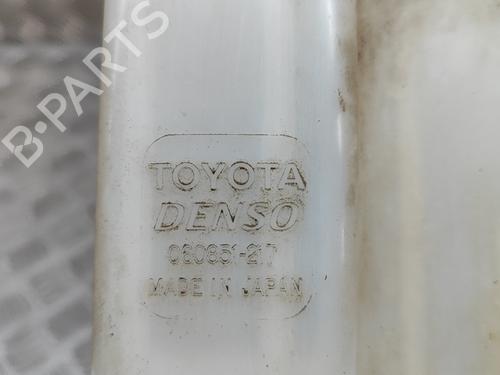 B-PARTS
TOYOTA
DENSO
060851-217
MADE IN JAPAN